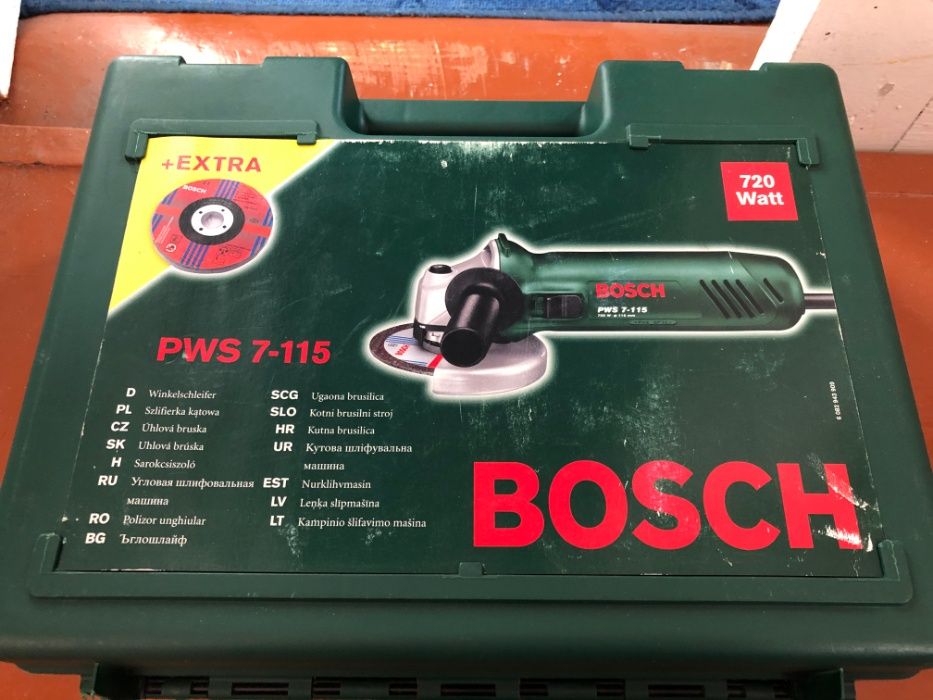 +EXTRA
BOSCH
720
Watt
BOSCH
PWS 7-115
PWS 7-115
D Winkelschleifer
PL Szlifierka kątowa
CZ Úhlová bruska
SK Uhlová brúska
H Sarokcsiszoló
RU Угловая шлифовальная
машина
RO Polizor unghiular
BG Ъглошлайф
SCG Ugaona brusilica
SLO Kotni brusilni stroj
HR Kutna brusilica
UR Кутова шліфувальна
машина
EST Nurklihvmasin
LV Leņķa slīpmašīna
LT Kampinio šlifavimo mašina
BOSCH